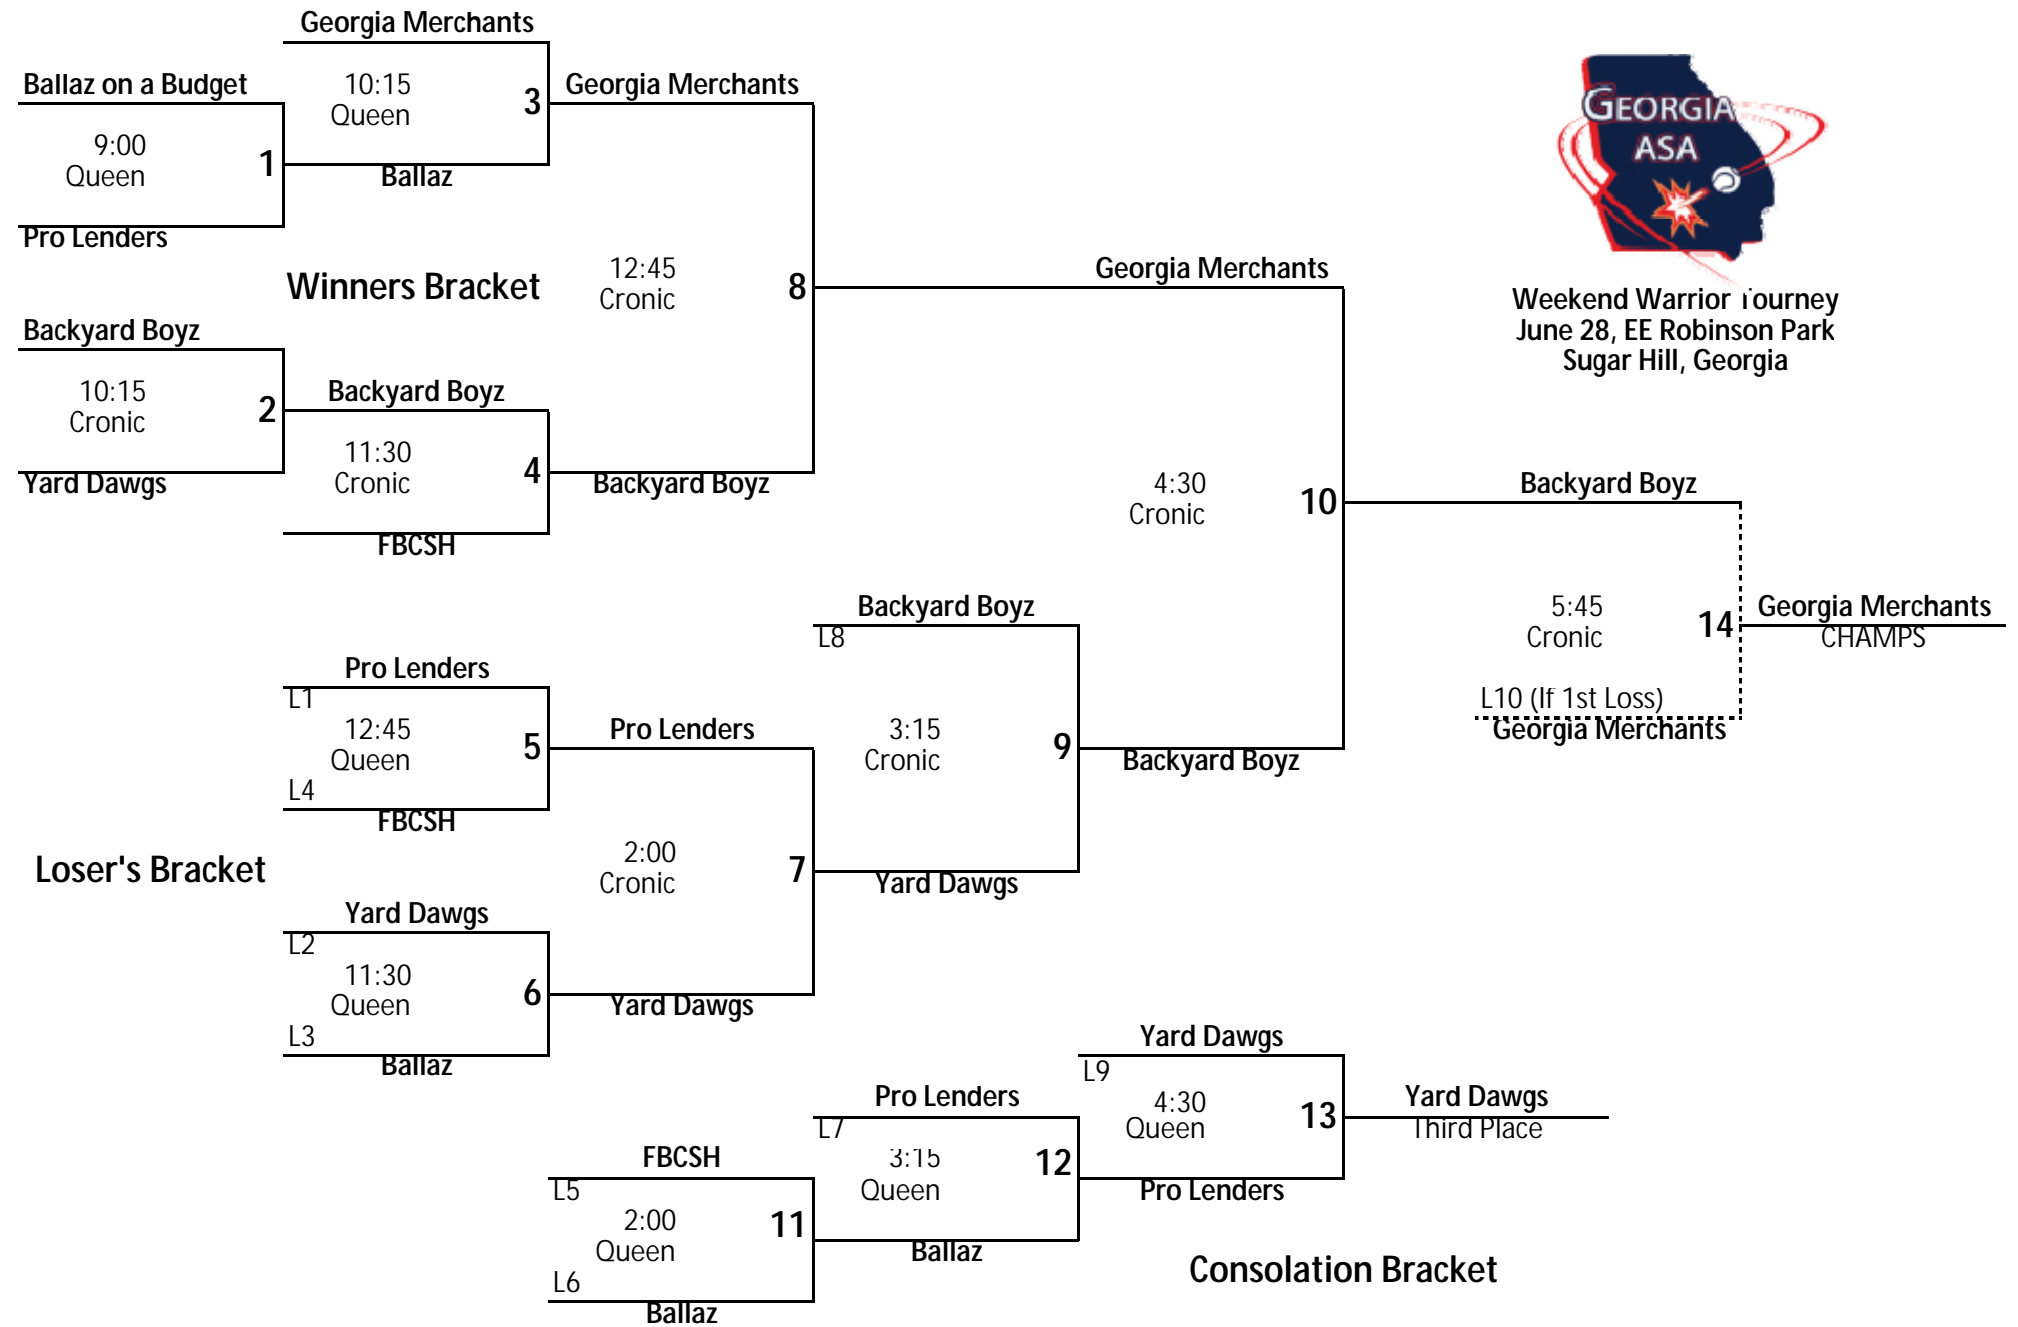 Georgia Merchants
Ballaz on a Budget
10:15
Queen
3
Georgia Merchants
9:00
Queen
1
Ballaz
Pro Lenders
GEORGIA
ASA
Winners Bracket
12:45
Cronic
8
Georgia Merchants
Weekend Warrior Tourney
June 28, EE Robinson Park
Sugar Hill, Georgia
Backyard Boyz
10:15
Cronic
2
Backyard Boyz
11:30
Cronic
4
Yard Dawgs
Backyard Boyz
FBCSH
4:30
Cronic
10
Backyard Boyz
Backyard Boyz
L8
5:45
Cronic
14
Georgia Merchants
CHAMPS
Pro Lenders
L1
12:45
Queen
5
Pro Lenders
3:15
Cronic
9
Backyard Boyz
L10 (If 1st Loss)
Georgia Merchants
L4
FBCSH
Loser's Bracket
2:00
Cronic
7
Yard Dawgs
Yard Dawgs
L2
11:30
Queen
6
Yard Dawgs
L3
Ballaz
Yard Dawgs
L9
4:30
Queen
13
Yard Dawgs
Third Place
Pro Lenders
L7
3:15
Queen
12
Pro Lenders
FBCSH
L5
2:00
Queen
11
Ballaz
L6
Ballaz
Consolation Bracket